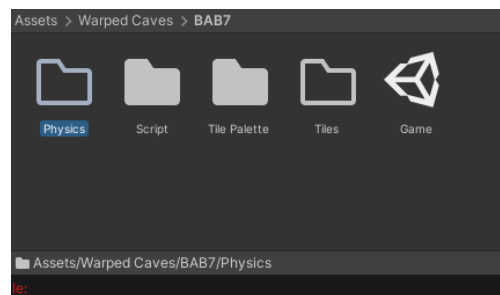 Assets > Warped Caves > BAB7
Physics
Script
Tile Palette
Tiles
Game
Assets/Warped Caves/BAB7/Physics
le: